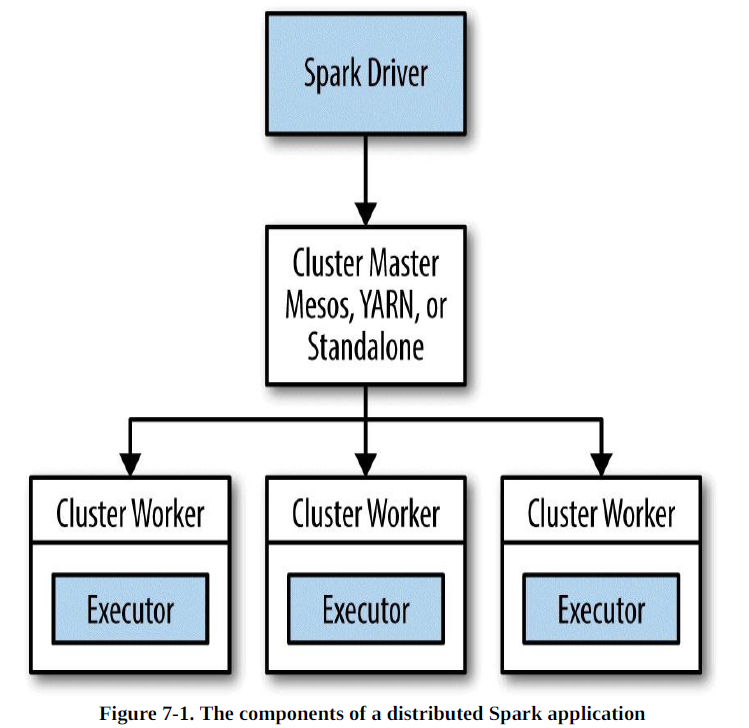 Spark Driver
Cluster Master
Mesos, YARN, or
Standalone
Cluster Worker
Cluster Worker
Cluster Worker
Executor
Executor
Executor
Figure 7-1. The components of a distributed Spark application